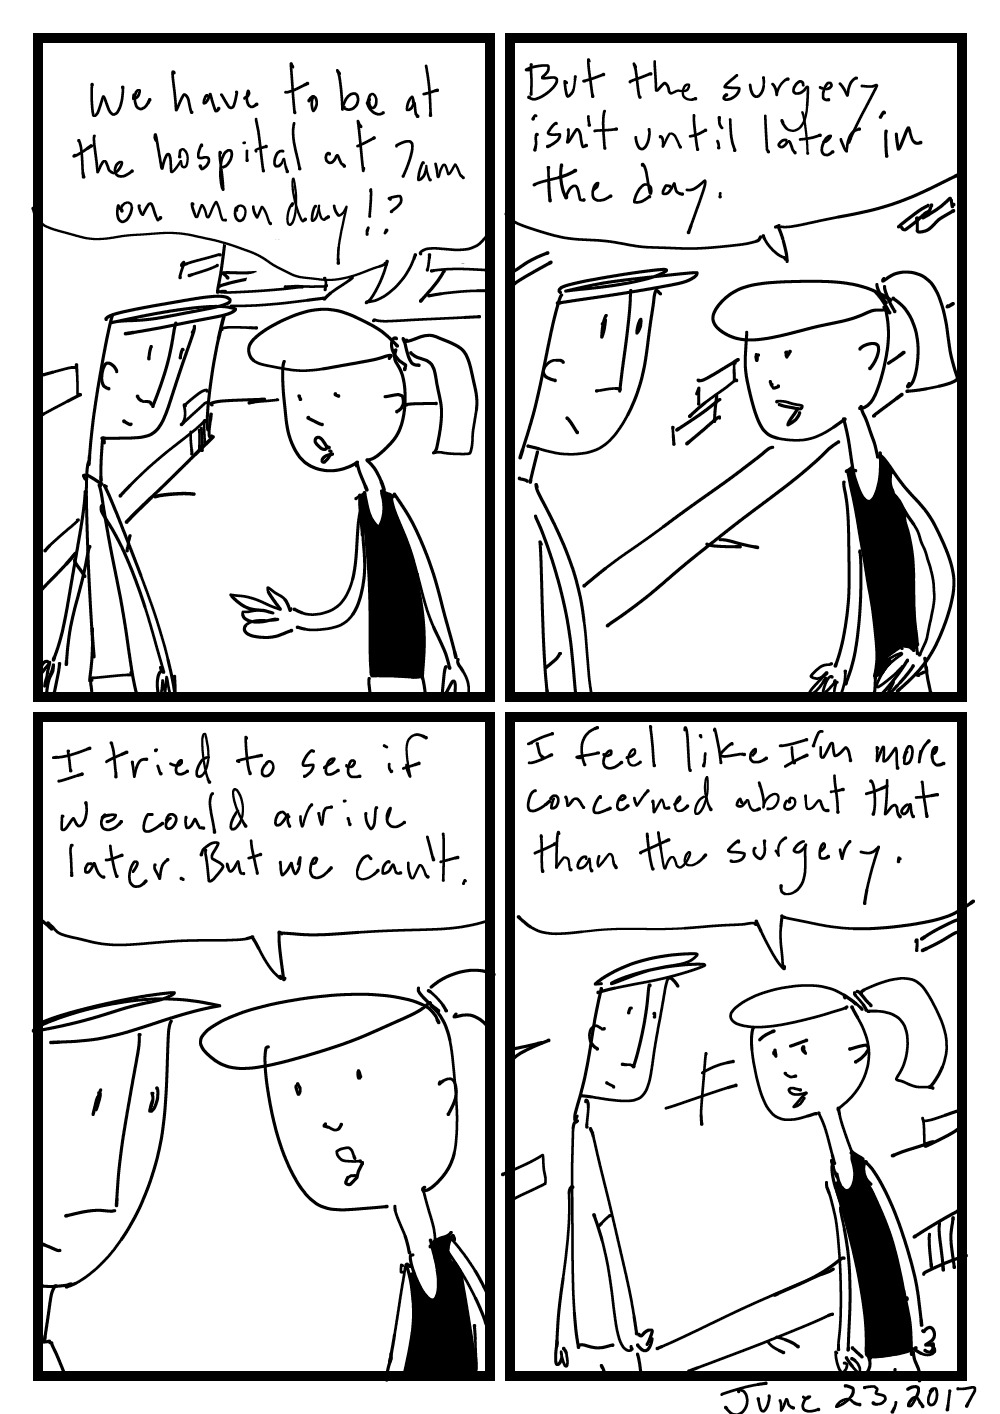 We have to be at
the hospital at 7am
on monday!?
But the surgery
isn't until later in
the day.
I tried to see if
we could arrive
later. But we can't.
I feel like I'm more
concerned about that
than the surgery.
June 23, 2017